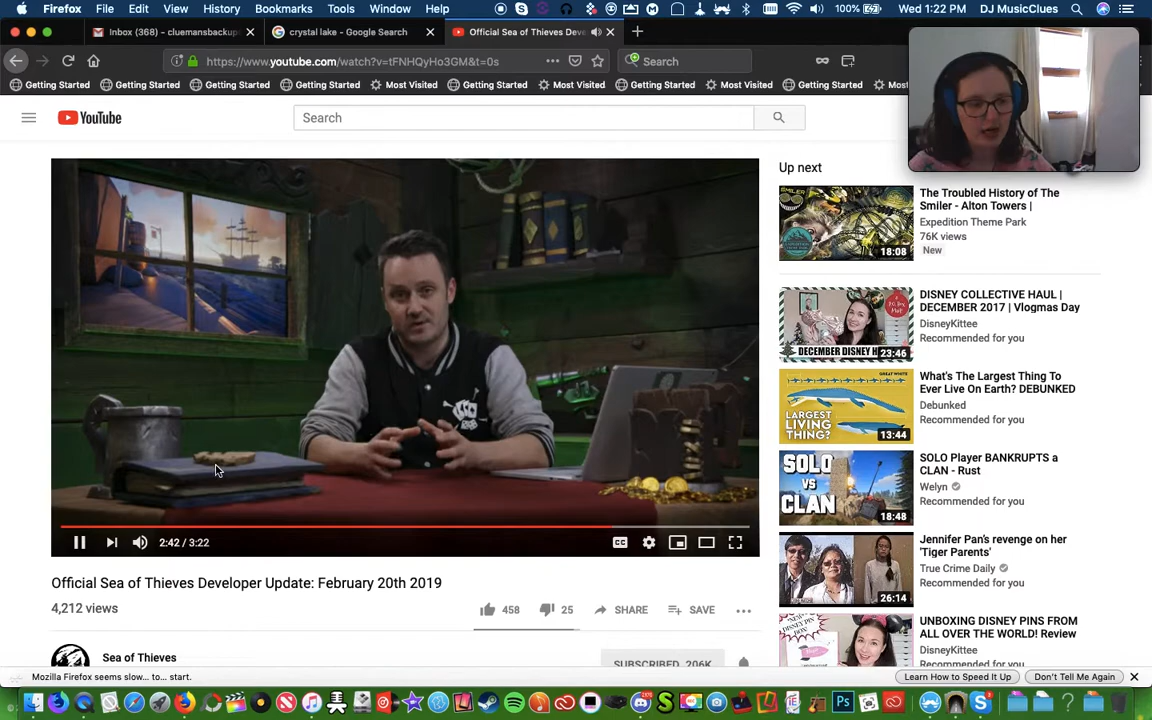 Firefox File Edit View History Bookmarks Tools Window Help 100% Wed 1:22 PM DJ MusicClues
Inbox (368) - cluemansbackup
crystal lake - Google Search
Official Sea of Thieves Deve
https://www.youtube.com/watch?v=tFNHQyHo3GM&t=0s
Search
Getting Started Getting Started Getting Started Most Visited Getting Started Most Visited Getting Started Most Visited Getting Started Mos
YouTube
Search
Up next
The Troubled History of The
Smiler - Alton Towers |
Expedition Theme Park
76K views
New
18:08
DISNEY COLLECTIVE HAUL |
DECEMBER 2017 | Vlogmas Day
DisneyKittee
Recommended for you
DECEMBER DISNEY H
23:46
What's The Largest Thing To
Ever Live On Earth? DEBUNKED
Debunked
Recommended for you
LARGEST
LIVING
THING?
13:44
SOLO Player BANKRUPTS a
CLAN - Rust
Welyn
Recommended for you
SOLO
VS
CLAN
18:48
Jennifer Pan's revenge on her
'Tiger Parents'
True Crime Daily
Recommended for you
26:14
UNBOXING DISNEY PINS FROM
ALL OVER THE WORLD! Review
DisneyKittee
Recommended for you
2:42 / 3:22
Official Sea of Thieves Developer Update: February 20th 2019
4,212 views
458 25 SHARE SAVE
Sea of Thieves
SUBSCRIBED 206K
Mozilla Firefox seems slow... to... start.
Learn How to Speed It Up
Don't Tell Me Again